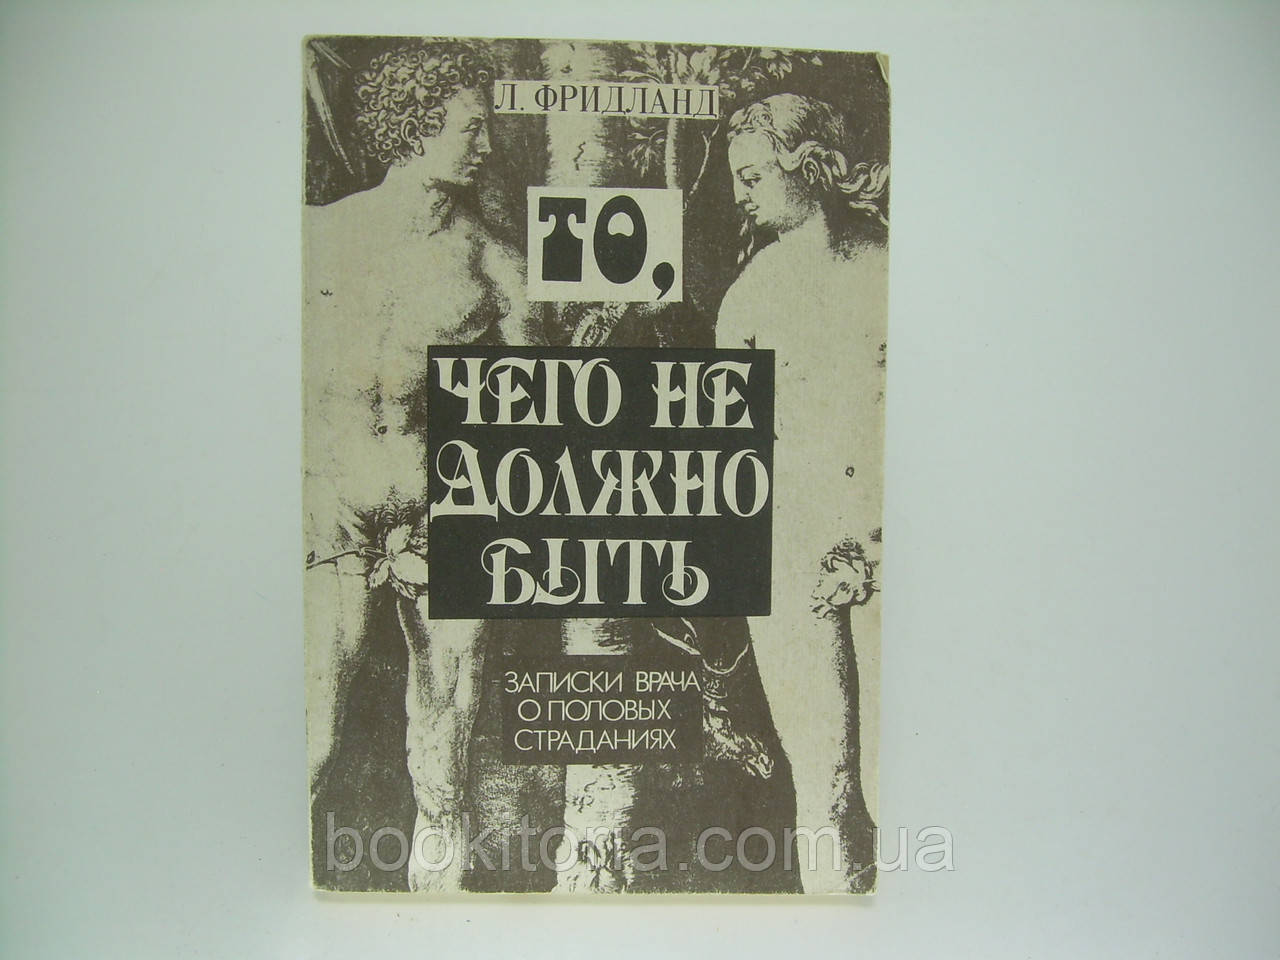 Л. ФРИДЛАНД
ТО,
ЧЕГО НЕ
ДОЛЖНО
БЫТЬ
ЗАПИСКИ ВРАЧА
О ПОЛОВЫХ
СТРАДАНИЯХ
bookitoria.com.ua